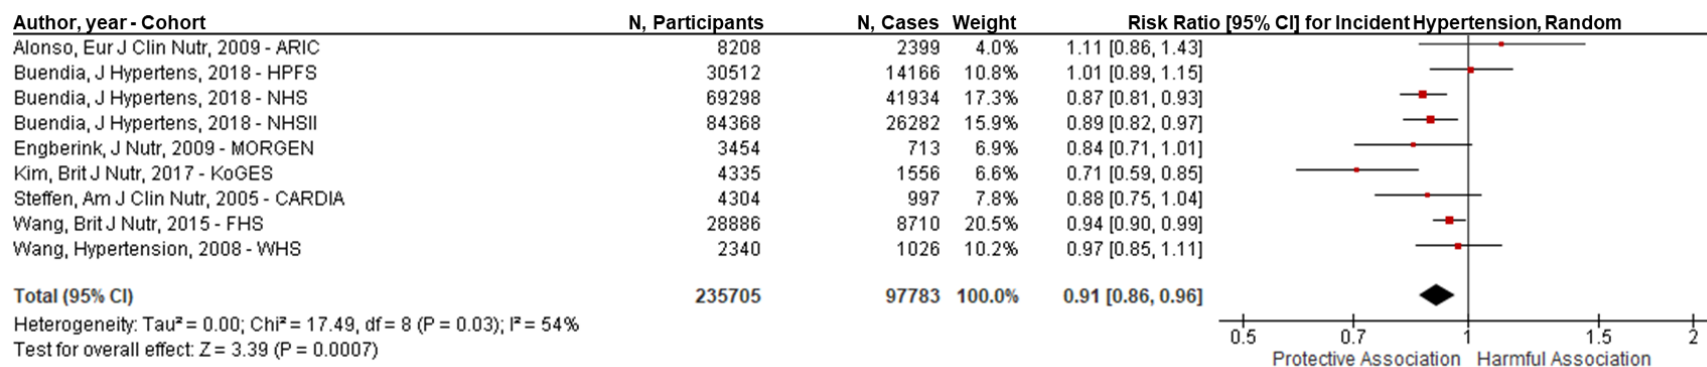 Author, year - Cohort N, Participants N, Cases Weight Risk Ratio [95% CI] for Incident Hypertension, Random
Alonso, Eur J Clin Nutr, 2009 - ARIC 8208 2399 4.0% 1.11 [0.86, 1.43]
Buendia, J Hypertens, 2018 - HPFS 30512 14166 10.8% 1.01 [0.89, 1.15]
Buendia, J Hypertens, 2018 - NHS 69298 41934 17.3% 0.87 [0.81, 0.93]
Buendia, J Hypertens, 2018 - NHSII 84368 26282 15.9% 0.89 [0.82, 0.97]
Engberink, J Nutr, 2009 - MORGEN 3454 713 6.9% 0.84 [0.71, 1.01]
Kim, Brit J Nutr, 2017 - KoGES 4335 1556 6.6% 0.71 [0.59, 0.85]
Steffen, Am J Clin Nutr, 2005 - CARDIA 4304 997 7.8% 0.88 [0.75, 1.04]
Wang, Brit J Nutr, 2015 - FHS 28886 8710 20.5% 0.94 [0.90, 0.99]
Wang, Hypertension, 2008 - WHS 2340 1026 10.2% 0.97 [0.85, 1.11]
Total (95% CI) 235705 97783 100.0% 0.91 [0.86, 0.96]
Heterogeneity: Tau² = 0.00; Chi² = 17.49, df = 8 (P = 0.03); I² = 54%
Test for overall effect: Z = 3.39 (P = 0.0007)
0.5 0.7 1 1.5 2
Protective Association Harmful Association